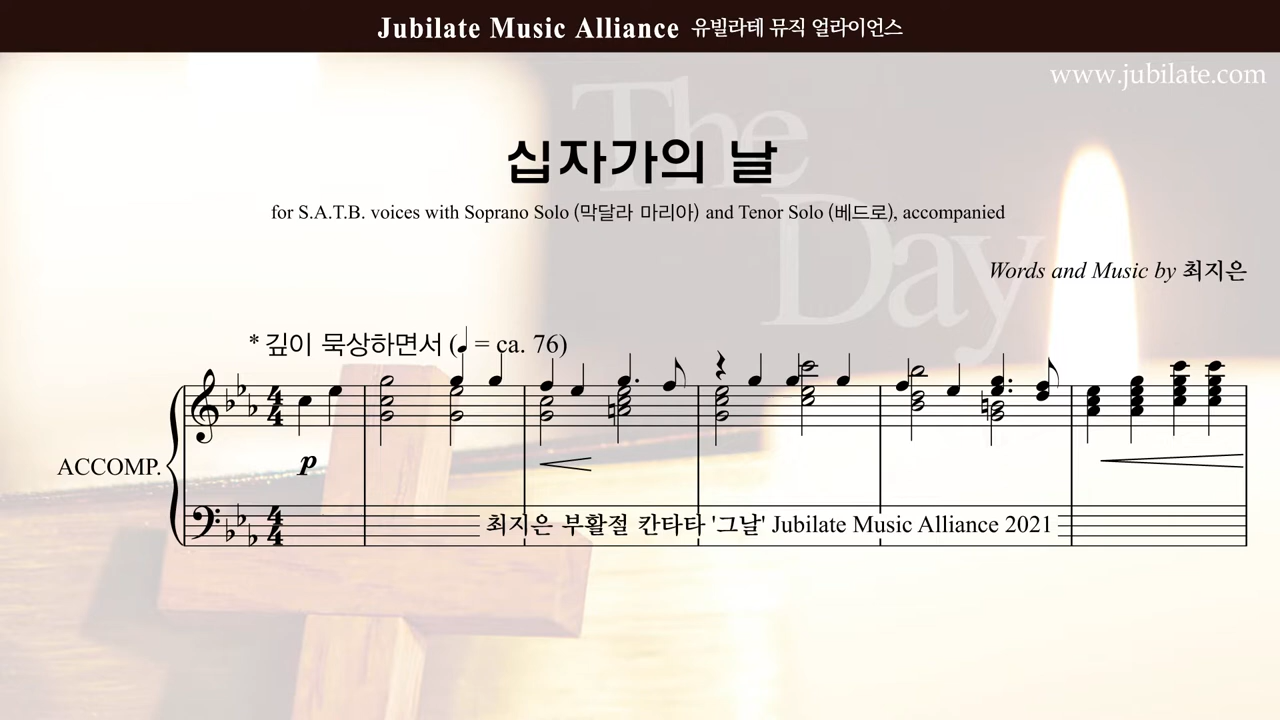 Jubilate Music Alliance 유빌라테 뮤직 얼라이언스
www.jubilate.com
The Day
십자가의 날
for S.A.T.B. voices with Soprano Solo (막달라 마리아) and Tenor Solo (베드로), accompanied
Words and Music by 최지은
* 깊이 묵상하면서 (♩ = ca. 76)
ACCOMP.
p
최지은 부활절 칸타타 '그날' Jubilate Music Alliance 2021